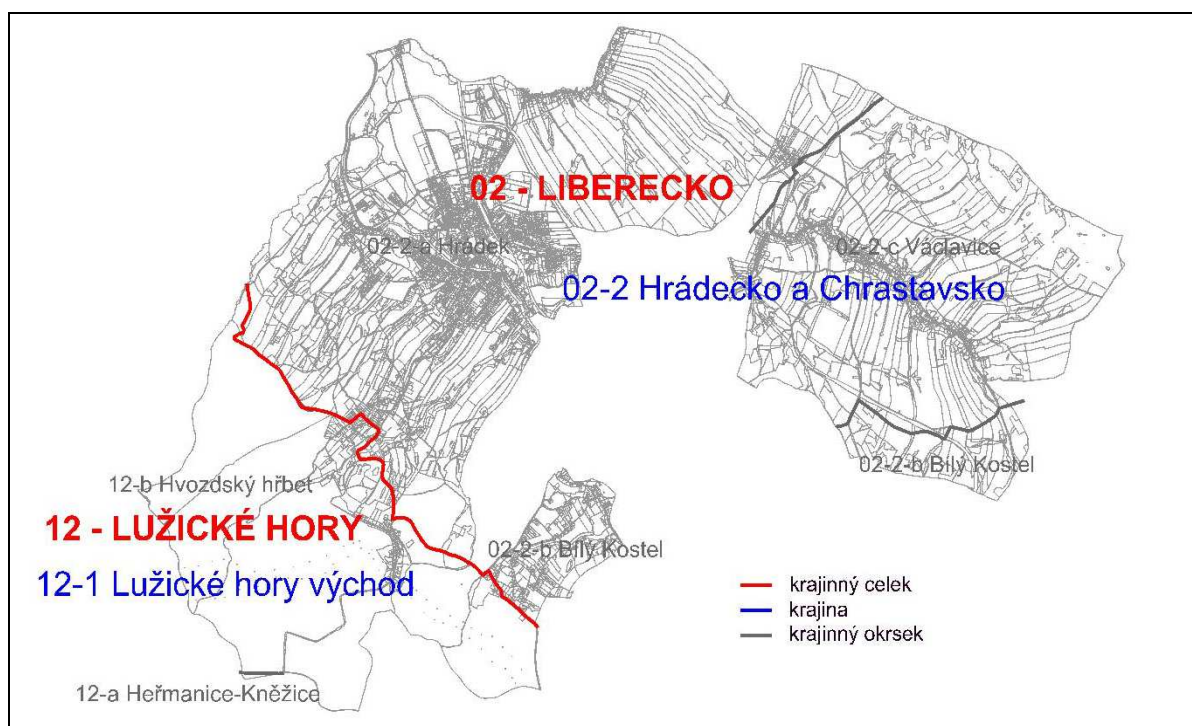 02 - LIBERECKO
02-2-a Hrádek
02-2-c Václavice
02-2 Hrádecko a Chrastavsko
02-2-b Bílý Kostel
12-b Hvozdský hřbet
12 - LUŽICKÉ HORY
02-2-b Bílý Kostel
12-1 Lužické hory východ
krajinný celek
krajina
krajinný okrsek
12-a Heřmanice-Kněžice